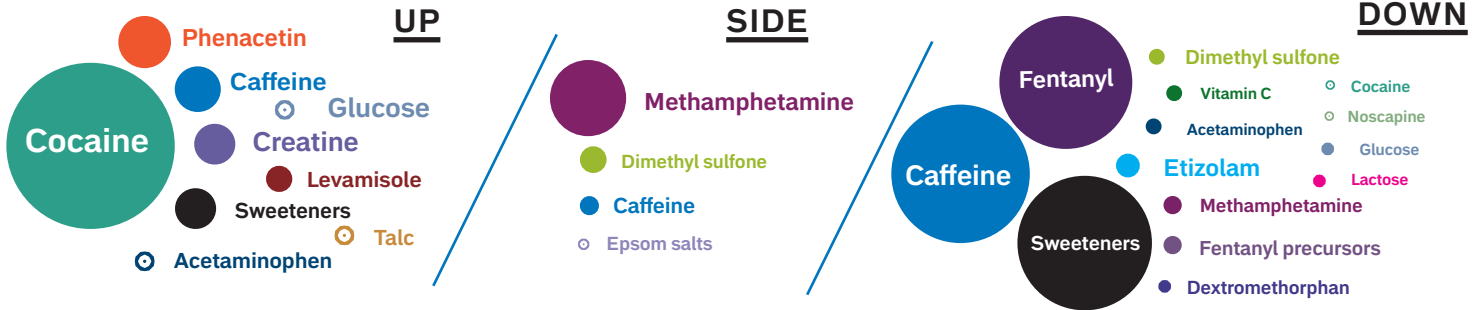 UP
Phenacetin
Caffeine
Glucose
Cocaine
Creatine
Levamisole
Sweeteners
Talc
Acetaminophen
SIDE
Methamphetamine
Dimethyl sulfone
Caffeine
Epsom salts
DOWN
Fentanyl
Caffeine
Sweeteners
Dimethyl sulfone
Vitamin C
Acetaminophen
Etizolam
Methamphetamine
Fentanyl precursors
Dextromethorphan
Cocaine
Noscapine
Glucose
Lactose